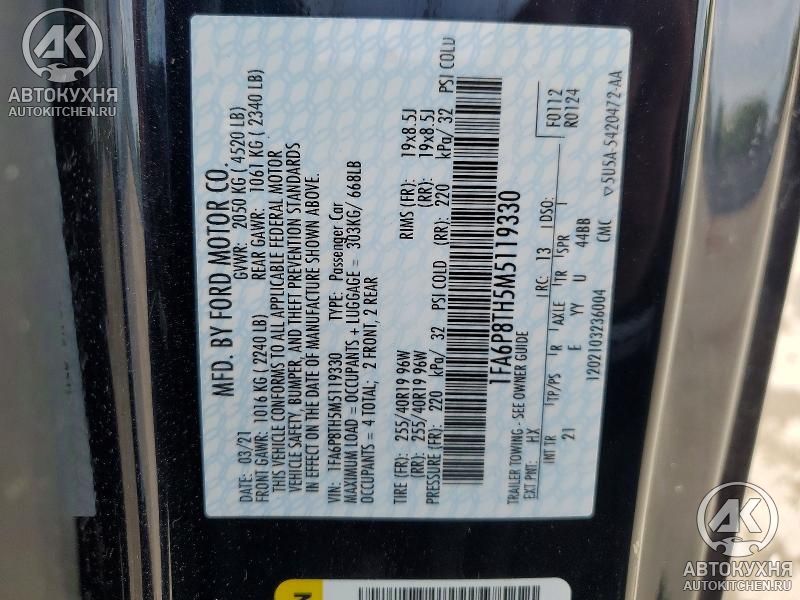 MFD. BY FORD MOTOR CO.
DATE: 03/21 GVWR: 2050 KG ( 4520 LB)
FRONT GAWR: 1016 KG (2240 LB) REAR GAWR: 1061 KG ( 2340 LB)
THIS VEHICLE CONFORMS TO ALL APPLICABLE FEDERAL MOTOR
VEHICLE SAFETY, BUMPER, AND THEFT PREVENTION STANDARDS
IN EFFECT ON THE DATE OF MANUFACTURE SHOWN ABOVE.
VIN: 1FA6P8TH5M5119330 TYPE: Passenger Car
MAXIMUM LOAD = OCCUPANTS + LUGGAGE = 303KG/ 668LB
OCCUPANTS = 4 TOTAL; 2 FRONT, 2 REAR
TIRE (FR): 255/40R19 96W RIMS (FR): 19x8.5J
(RR): 255/40R19 96W (RR): 19x8.5J
PRESSURE (FR): 220 kPa/ 32 PSI COLD (RR): 220 kPa/ 32 PSI COLD
1FA6P8TH5M5119330
TRAILER TOWING - SEE OWNER GUIDE
EXT PNT: HX RC: 13 DSO: F0112
R0124
INT TR TP/PS R AXLE TR SPR
21 E YY U 44BB
1202103236004 CMC 5U5A-5420472-AA
AK
АВТОКУХНЯ
AUTOKITCHEN.RU
AK
АВТОКУХНЯ
AUTOKITCHEN.RU